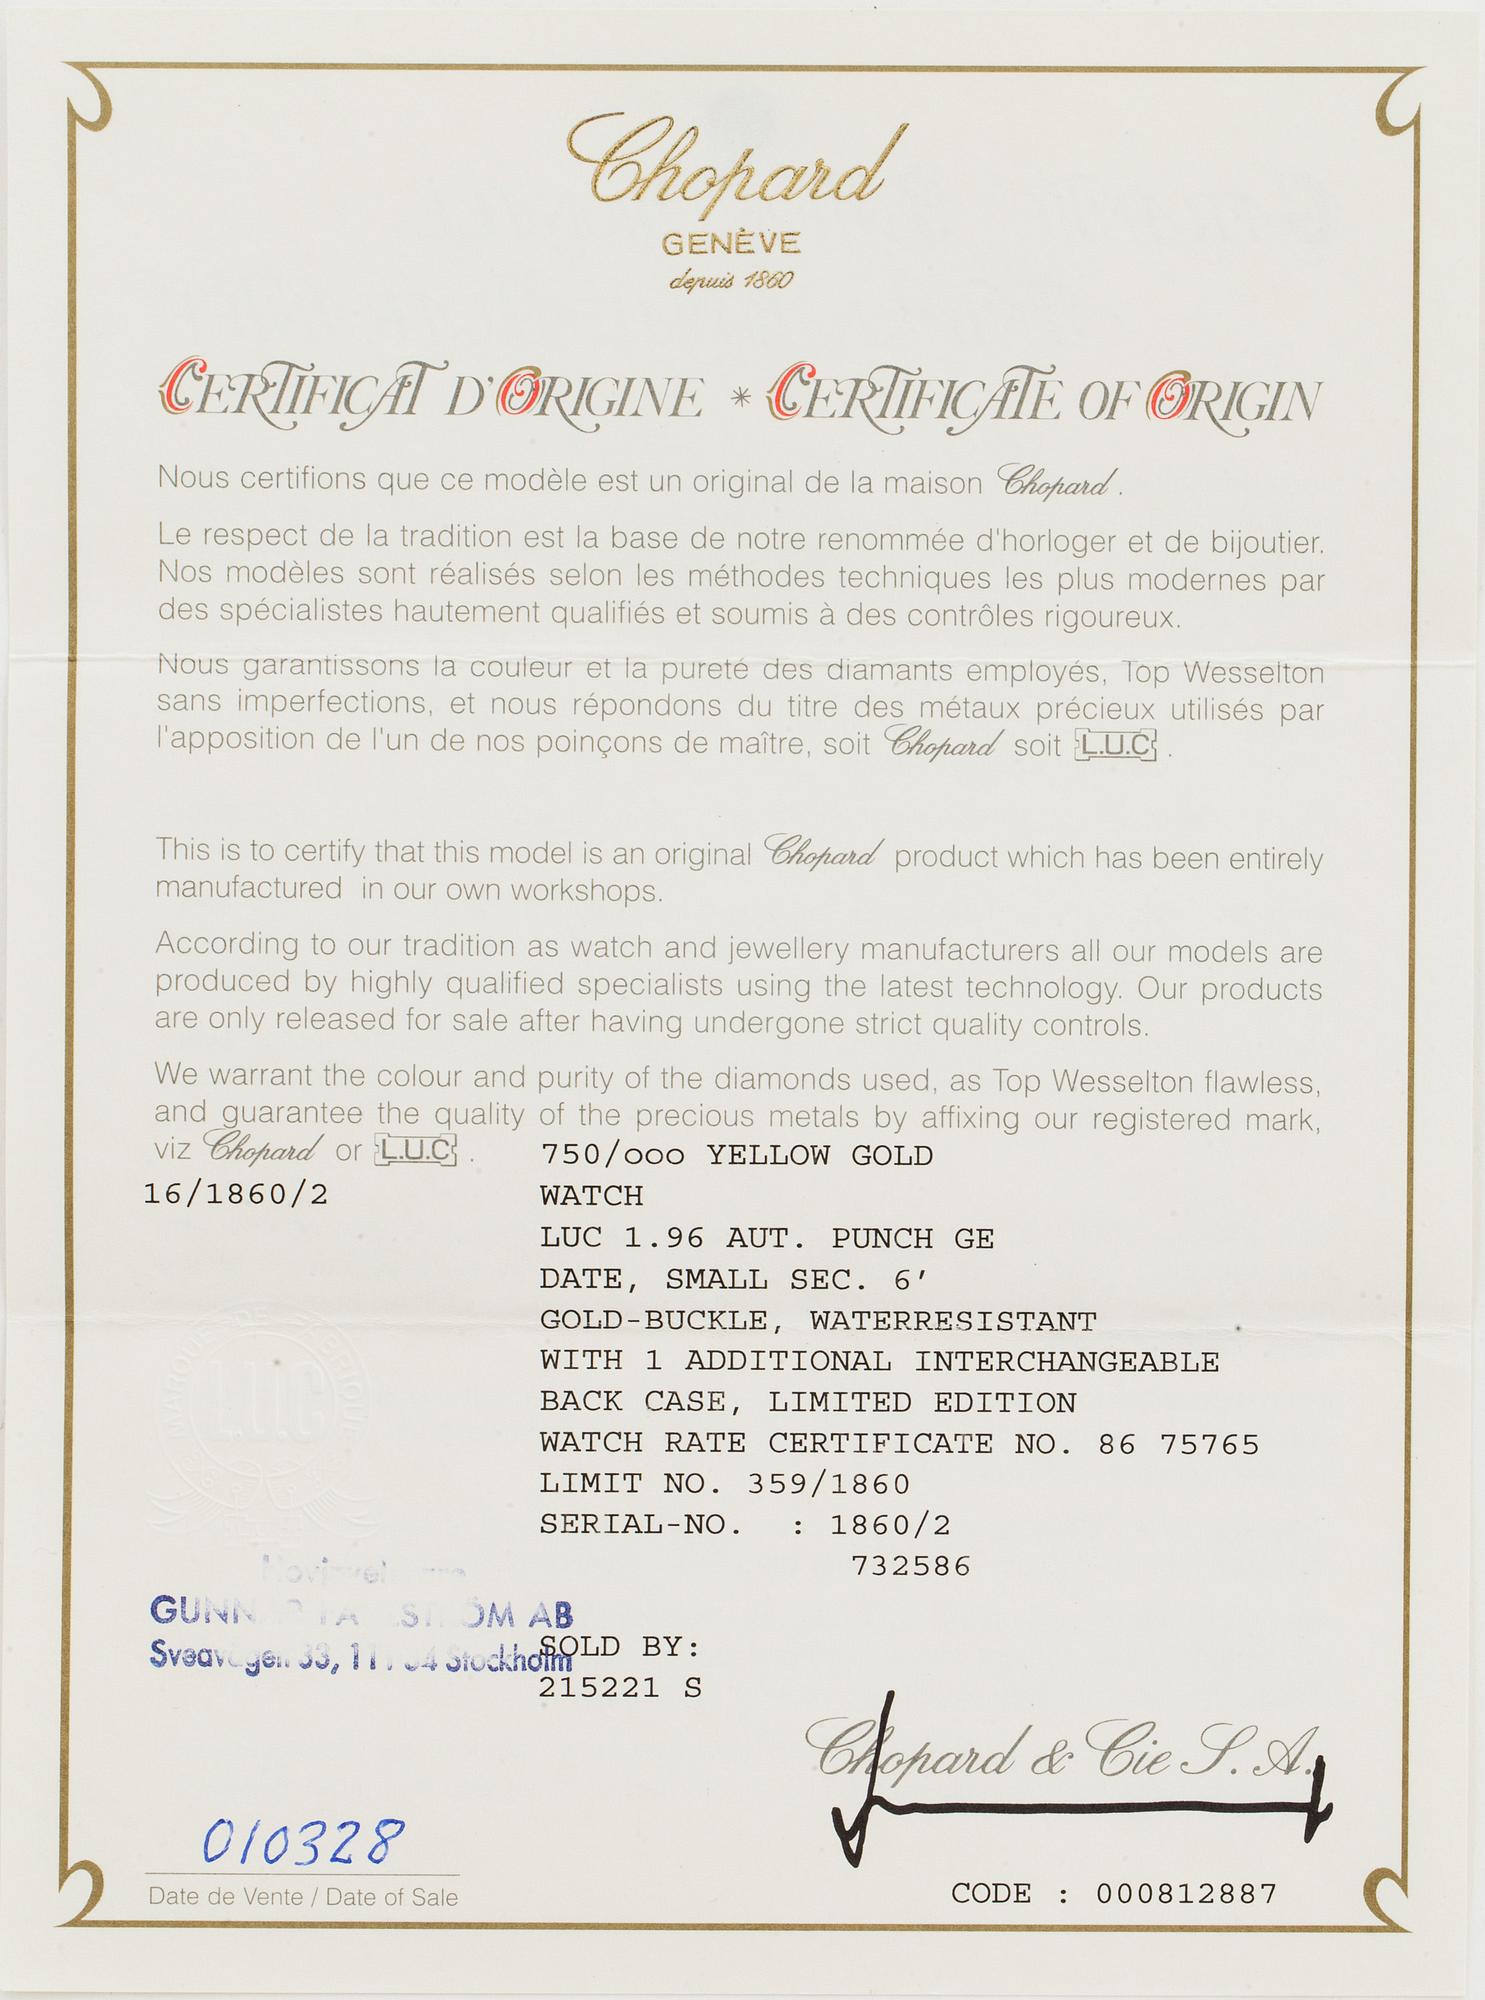 Chopard
GENÈVE
depuis 1860
CERTIFICAT D'ORIGINE * CERTIFICATE OF ORIGIN
Nous certifions que ce modèle est un original de la maison Chopard.
Le respect de la tradition est la base de notre renommée d'horloger et de bijoutier.
Nos modèles sont réalisés selon les méthodes techniques les plus modernes par
des spécialistes hautement qualifiés et soumis à des contrôles rigoureux.
Nous garantissons la couleur et la pureté des diamants employés, Top Wesselton
sans imperfections, et nous répondons du titre des métaux précieux utilisés par
l'apposition de l'un de nos poinçons de maître, soit Chopard soit L.U.C.
This is to certify that this model is an original Chopard product which has been entirely
manufactured in our own workshops.
According to our tradition as watch and jewellery manufacturers all our models are
produced by highly qualified specialists using the latest technology. Our products
are only released for sale after having undergone strict quality controls.
We warrant the colour and purity of the diamonds used, as Top Wesselton flawless,
and guarantee the quality of the precious metals by affixing our registered mark,
viz Chopard or L.U.C.
750/ooo YELLOW GOLD
16/1860/2 WATCH
LUC 1.96 AUT. PUNCH GE
DATE, SMALL SEC. 6'
GOLD-BUCKLE, WATERRESISTANT
WITH 1 ADDITIONAL INTERCHANGEABLE
BACK CASE, LIMITED EDITION
WATCH RATE CERTIFICATE NO. 86 75765
LIMIT NO. 359/1860
SERIAL-NO. : 1860/2
732586
L.U.C
AB
Stockholm
SOLD BY:
215221 S
Chopard & Cie S.A.
010328
Date de Vente / Date of Sale
CODE : 000812887